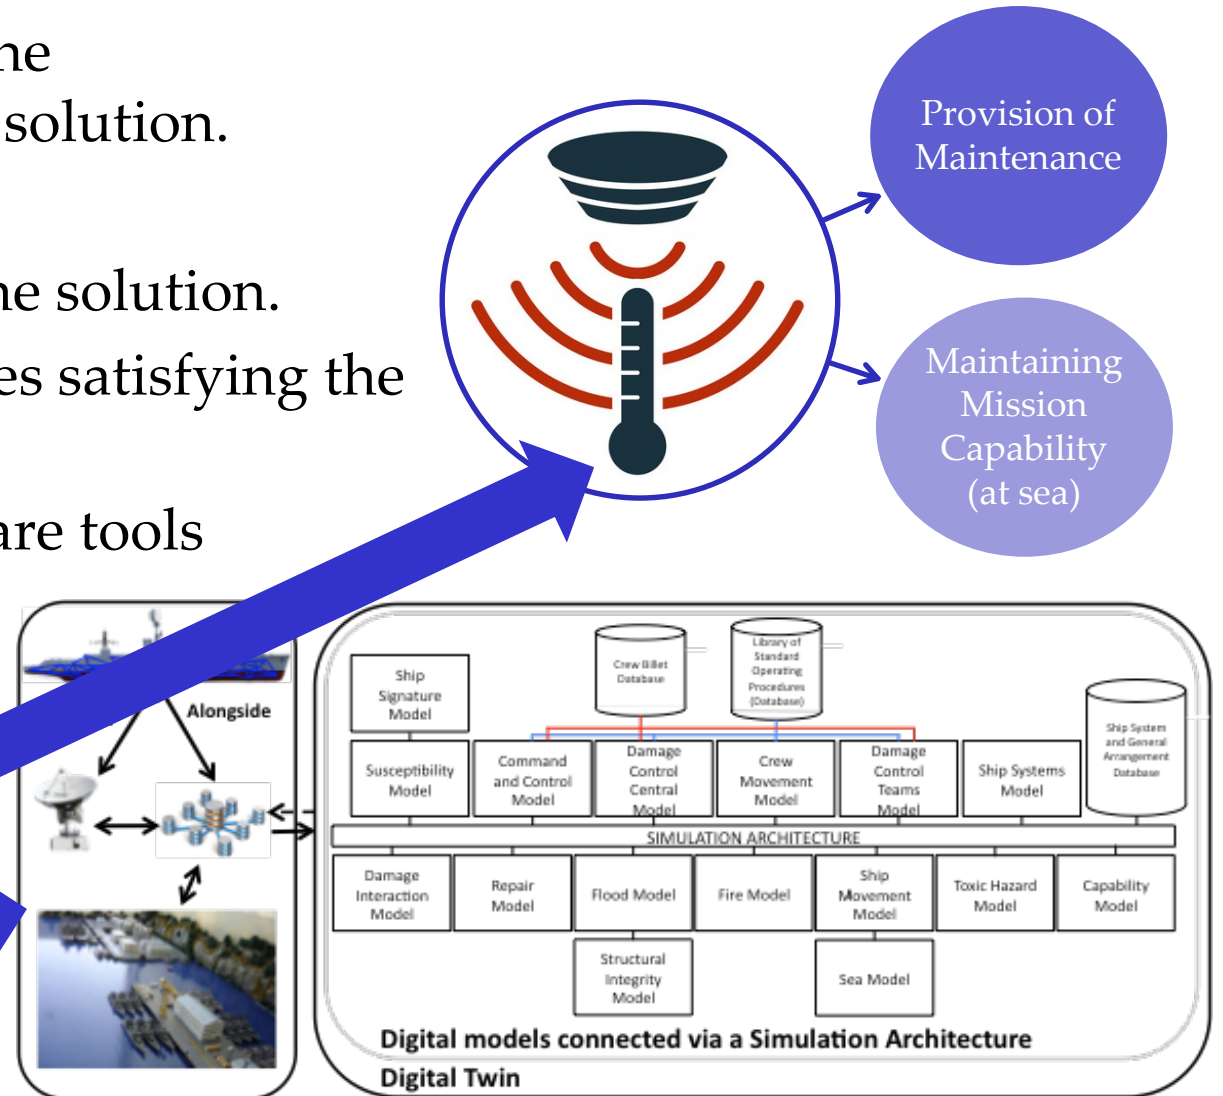 ne
solution.
ne solution.
es satisfying the
are tools
Provision of
Maintenance
Maintaining
Mission
Capability
(at sea)
Alongside
Ship
Signature
Model
Crew Billet
Database
Library of
Standard
Operating
Procedures
(Database)
Ship System
and General
Arrangement
Database
Susceptibility
Model
Command
and Control
Model
Damage
Control
Central
Model
Crew
Movement
Model
Damage
Control
Teams
Model
Ship Systems
Model
SIMULATION ARCHITECTURE
Damage
Interaction
Model
Repair
Model
Flood Model
Fire Model
Ship
Movement
Model
Toxic Hazard
Model
Capability
Model
Structural
Integrity
Model
Sea Model
Digital models connected via a Simulation Architecture
Digital Twin